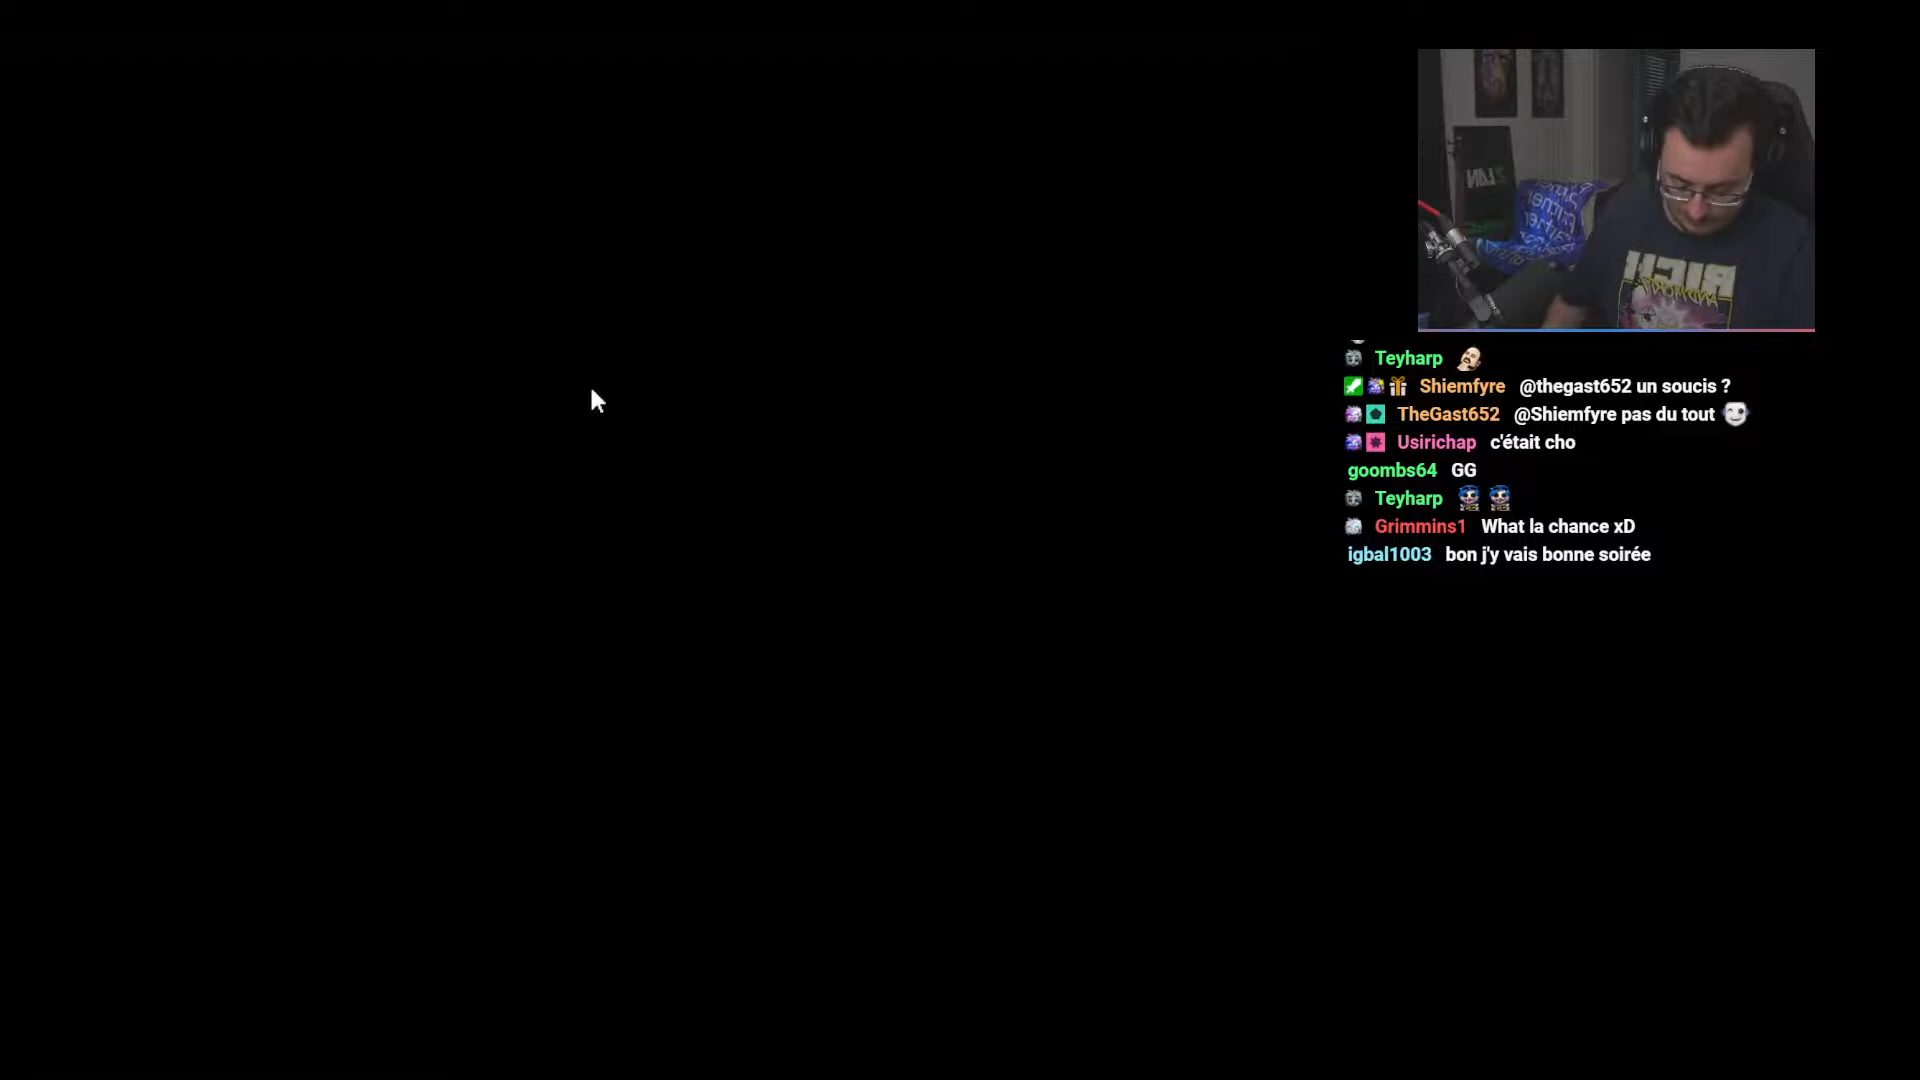 Teyharp
Shiemfyre @thegast652 un soucis ?
TheGast652 @Shiemfyre pas du tout
Usirichap c'était cho
goombs64 GG
Teyharp
Grimmins1 What la chance xD
igbal1003 bon j'y vais bonne soirée